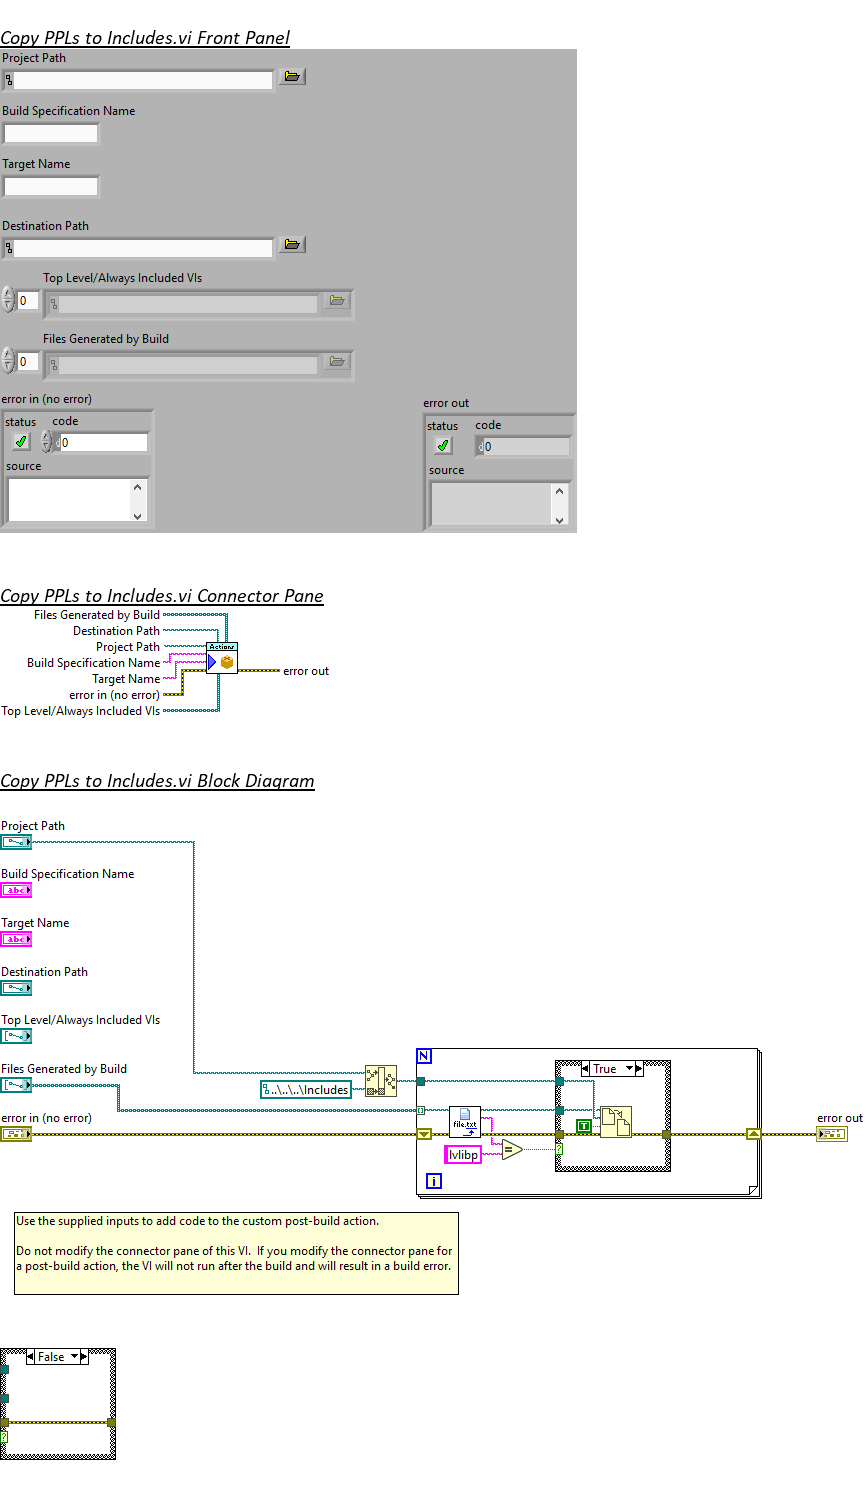 Copy PPLs to Includes.vi Front Panel
Project Path
Build Specification Name
Target Name
Destination Path
Top Level/Always Included VIs
0
Files Generated by Build
0
error in (no error)
status code
0
source
error out
status code
0
source
Copy PPLs to Includes.vi Connector Pane
Files Generated by Build
Destination Path
Project Path
Build Specification Name
Target Name
error in (no error)
Top Level/Always Included VIs
Actions
error out
Copy PPLs to Includes.vi Block Diagram
Project Path
Build Specification Name
abc
Target Name
abc
Destination Path
Top Level/Always Included VIs
Files Generated by Build
error in (no error)
..\..\..\Includes
N
True
file.txt
T
lvlibp
=
?
i
error out
Use the supplied inputs to add code to the custom post-build action.
Do not modify the connector pane of this VI. If you modify the connector pane for
a post-build action, the VI will not run after the build and will result in a build error.
False
?